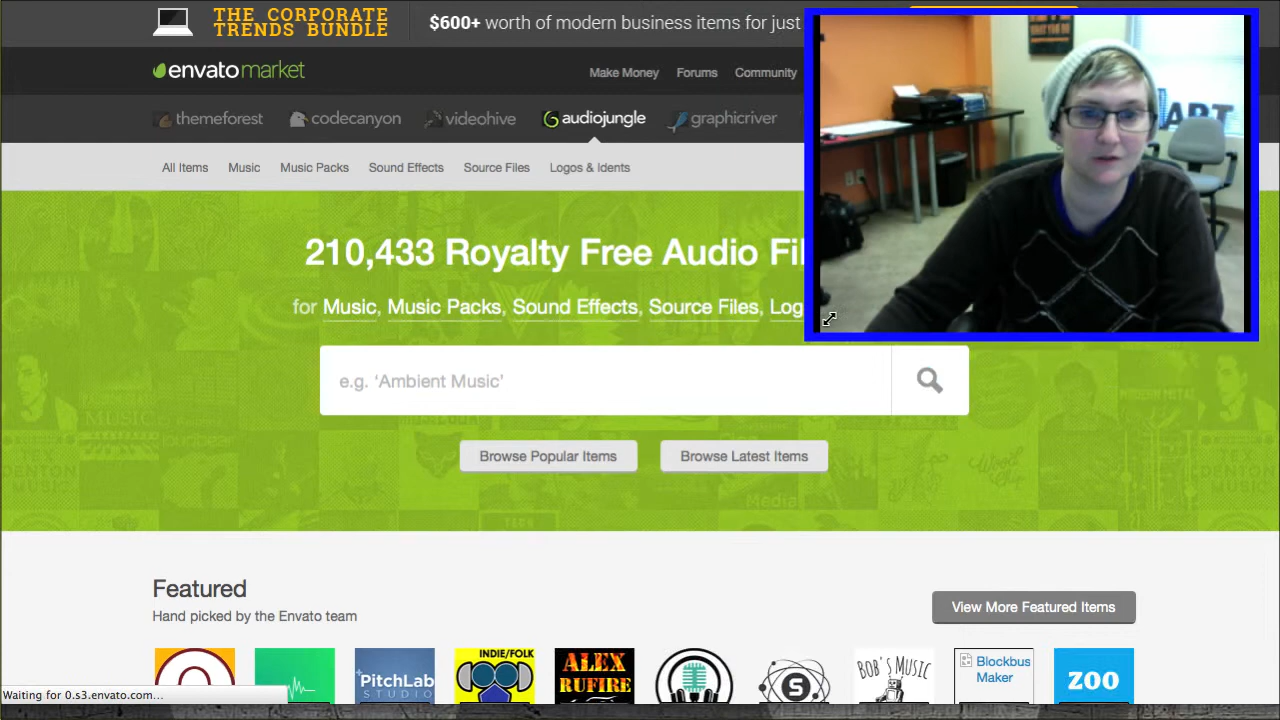 THE CORPORATE
TRENDS BUNDLE
$600+ worth of modern business items for just
envatomarket
Make Money Forums Community
themeforest codecanyon videohive audiojungle graphicriver
All Items Music Music Packs Sound Effects Source Files Logos & Idents
210,433 Royalty Free Audio Fil
for Music, Music Packs, Sound Effects, Source Files, Log
e.g. ‘Ambient Music’
Browse Popular Items Browse Latest Items
Featured
Hand picked by the Envato team
View More Featured Items
INDIE/FOLK
ALEX
RUFIRE
PitchLab
STUDIO
S
BOB'S MUSIC
Blockbus
Maker
ZOO
Waiting for 0.s3.envato.com...